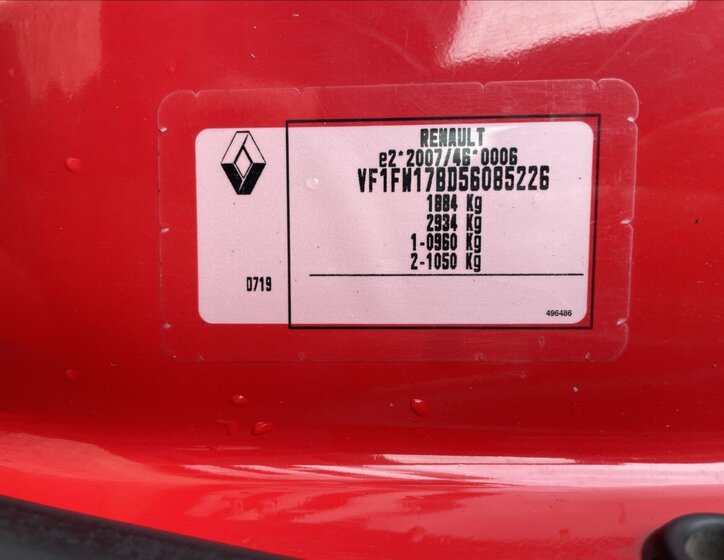 RENAULT
e2*2007/46*0006
VF1FW17BD56085226
1884 Kg
2934 Kg
1-0960 Kg
2-1050 Kg
D719
496486